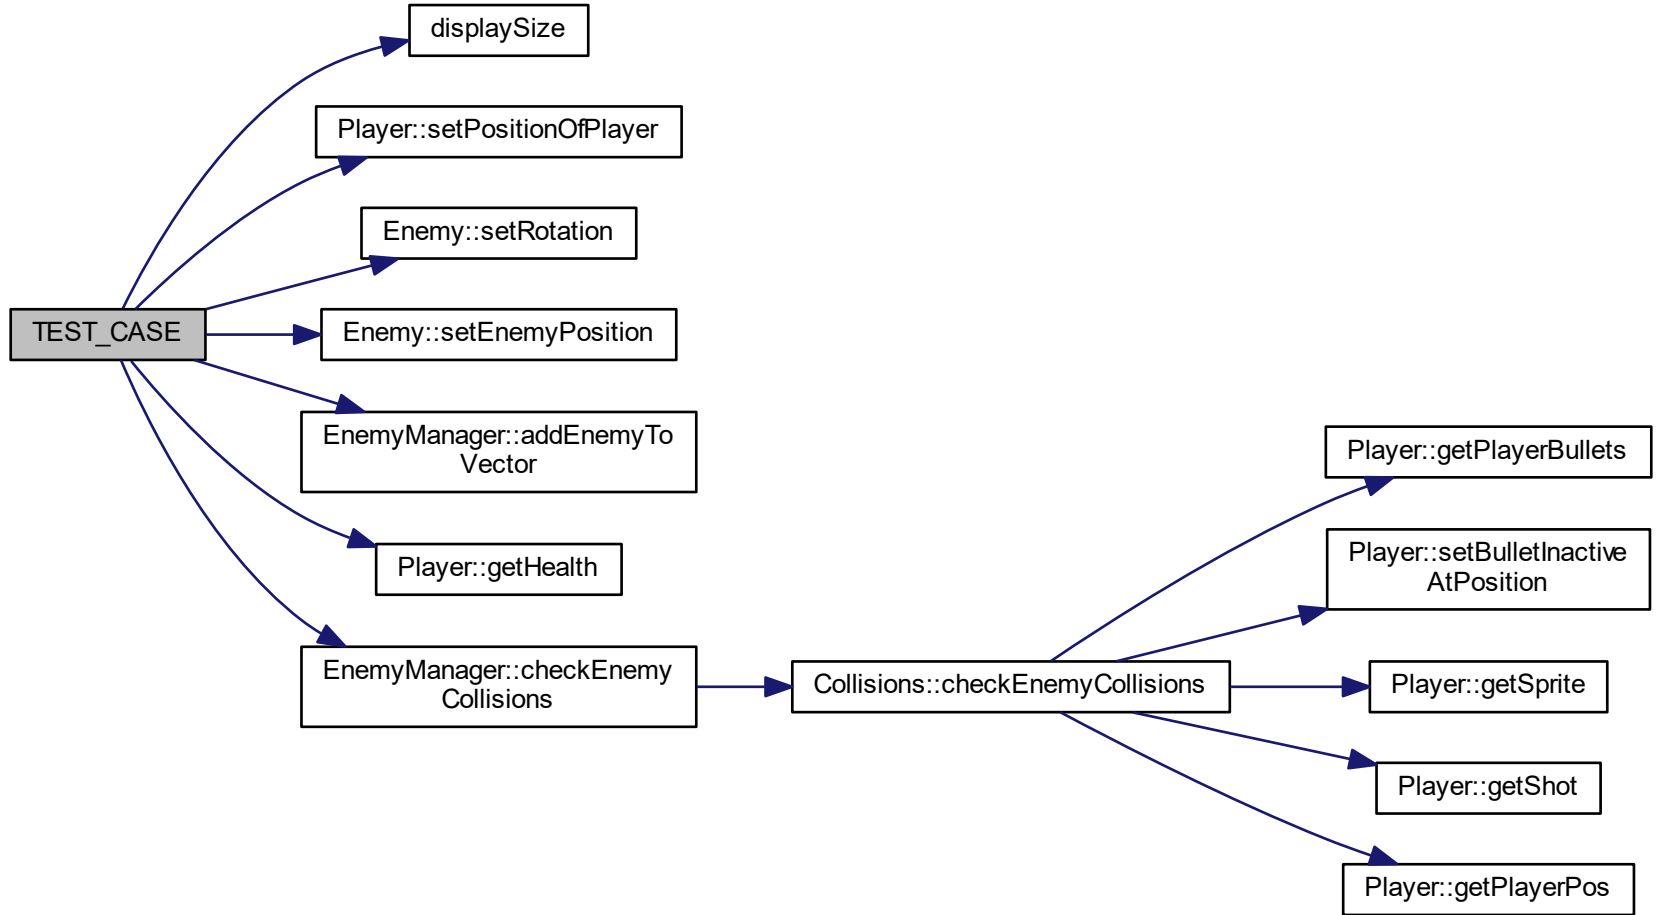 displaySize
Player::setPositionOfPlayer
Enemy::setRotation
TEST_CASE
Enemy::setEnemyPosition
EnemyManager::addEnemyTo
Vector
Player::getHealth
EnemyManager::checkEnemy
Collisions
Collisions::checkEnemyCollisions
Player::getPlayerBullets
Player::setBulletInactive
AtPosition
Player::getSprite
Player::getShot
Player::getPlayerPos